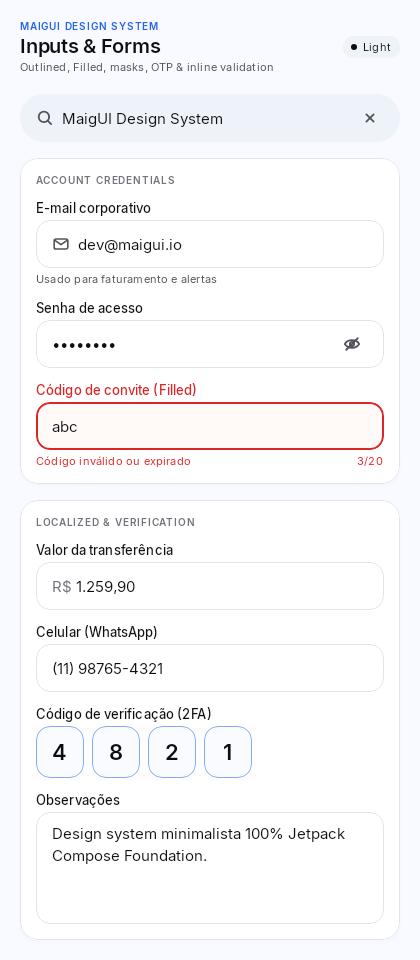 MAIGUI DESIGN SYSTEM
Inputs & Forms
Light
Outlined, Filled, masks, OTP & inline validation
MaigUI Design System
ACCOUNT CREDENTIALS
E-mail corporativo
dev@maigui.io
Usado para faturamento e alertas
Senha de acesso
••••••••
Código de convite (Filled)
abc
Código inválido ou expirado 3/20
LOCALIZED & VERIFICATION
Valor da transferência
R$ 1.259,90
Celular (WhatsApp)
(11) 98765-4321
Código de verificação (2FA)
4 8 2 1
Observações
Design system minimalista 100% Jetpack
Compose Foundation.